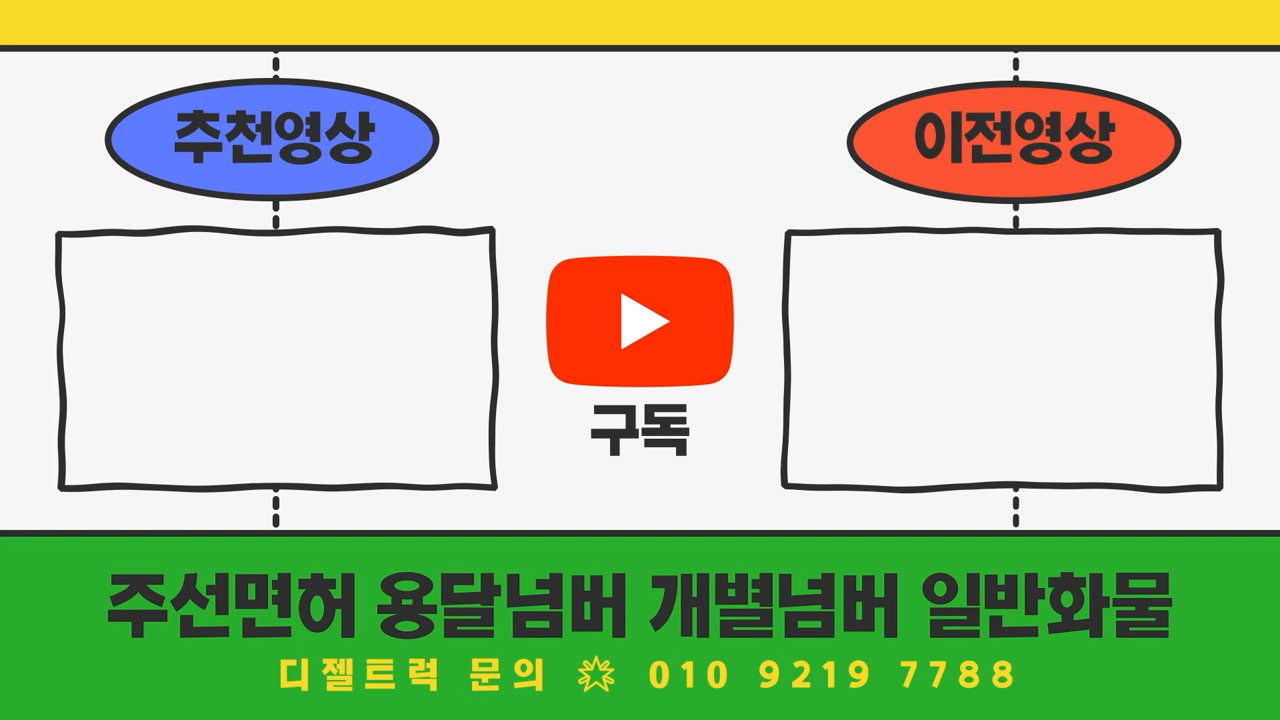 추천영상
이전영상
구독
주선면허 용달넘버 개별넘버 일반화물
디젤트럭 문의 010 9219 7788